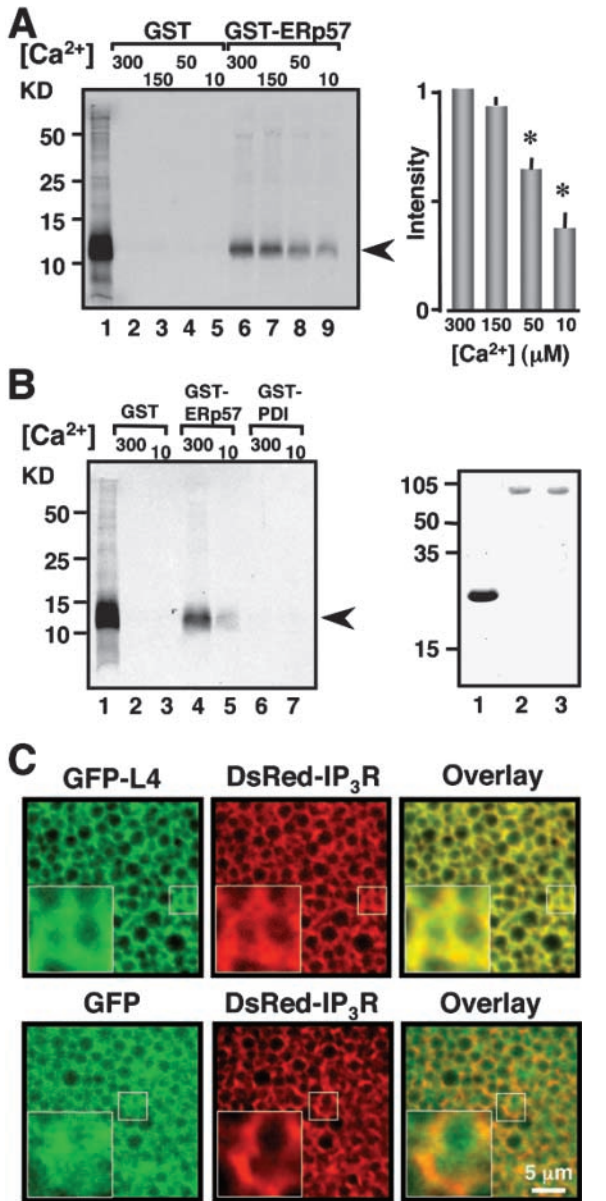 A
GST GST-ERp57
[Ca²⁺] 300 150 50 10 300 150 50 10
KD
50
25
15
10
1 2 3 4 5 6 7 8 9
1
Intensity
0
* *
300 150 50 10
[Ca²⁺] (μM)
B
GST GST-ERp57 GST-PDI
[Ca²⁺] 300 10 300 10 300 10
KD
50
25
15
10
1 2 3 4 5 6 7
105
50
35
15
1 2 3
C
GFP-L4 DsRed-IP₃R Overlay
GFP DsRed-IP₃R Overlay
5 μm